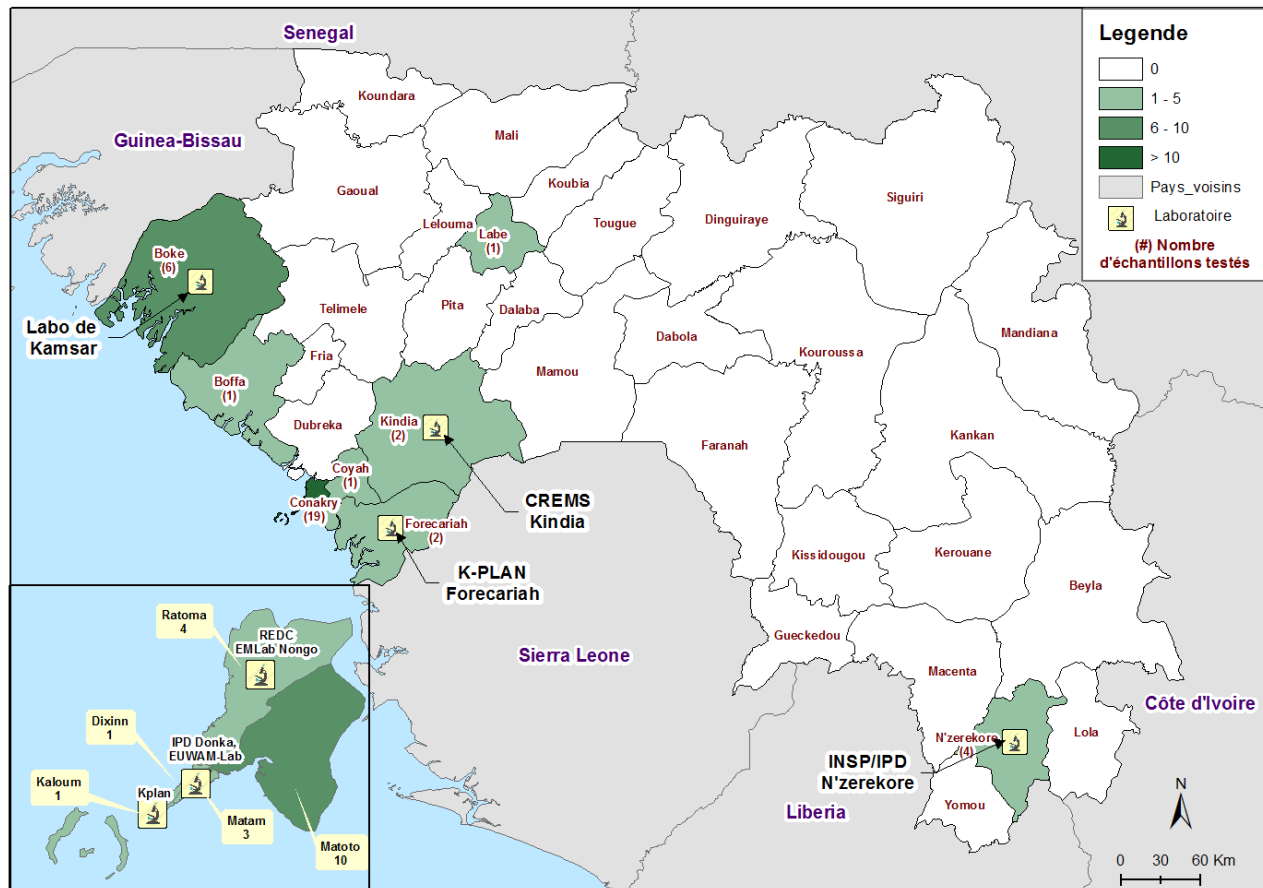 Senegal
Guinea-Bissau
Koundara
Mali
Koubia
Gaoual
Lelouma
Labe
(1)
Tougue
Dinguiraye
Siguiri
Boke
(6)
Labo de
Kamsar
Telimele
Pita
Dalaba
Dabola
Kouroussa
Mandiana
Fria
Boffa
(1)
Mamou
Dubreka
Kindia
(2)
Kankan
Faranah
Coyah
(1)
Conakry
(19)
CREMS
Kindia
Forecariah
(2)
Kissidougou
Kerouane
K-PLAN
Forecariah
Beyla
Gueckedou
Sierra Leone
Macenta
Côte d'Ivoire
N'zerekore
(4)
Lola
INSP/IPD
N'zerekore
Yomou
Liberia
Legende
0
1 - 5
6 - 10
> 10
Pays_voisins
Laboratoire
(#) Nombre
d'échantillons testés
Ratoma
4
REDC
EMLab Nongo
Dixinn
1
IPD Donka,
EUWAM-Lab
Kaloum
1
Kplan
Matam
3
Matoto
10
N
0 30 60 Km